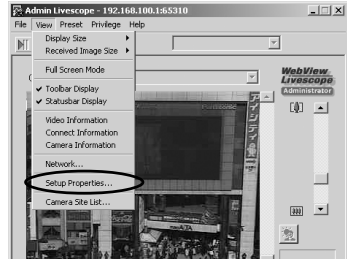 Admin Livescope - 192.168.100.1:65310
File View Preset Privilege Help
Display Size
Received Image Size
Full Screen Mode
Toolbar Display
Statusbar Display
Video Information
Connect Information
Camera Information
Network...
Setup Properties...
Camera Site List...
WebView
Livescope
Administrator